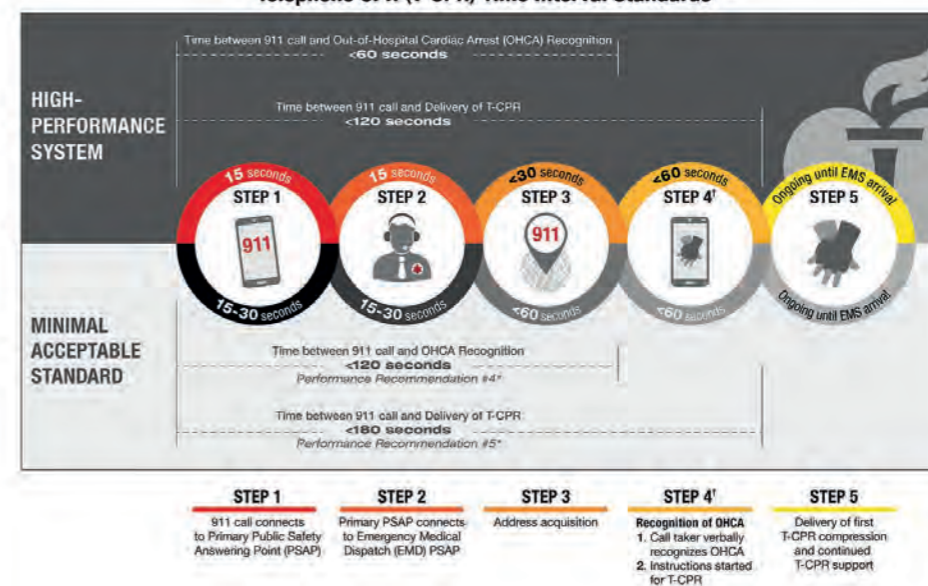 Telephone CPR (T-CPR) Time Interval Standards
Time between 911 call and Out-of-Hospital Cardiac Arrest (OHCA) Recognition
<60 seconds
HIGH-
PERFORMANCE
SYSTEM
Time between 911 call and Delivery of T-CPR
<120 seconds
15 seconds
15 seconds
<30 seconds
<60 seconds
Ongoing until EMS arrival
STEP 1
STEP 2
STEP 3
STEP 4†
STEP 5
911
911
15-30 seconds
15-30 seconds
<60 seconds
<60 seconds
Ongoing until EMS arrival
MINIMAL
ACCEPTABLE
STANDARD
Time between 911 call and OHCA Recognition
<120 seconds
Performance Recommendation #4*
Time between 911 call and Delivery of T-CPR
<180 seconds
Performance Recommendation #5*
STEP 1
911 call connects
to Primary Public Safety
Answering Point (PSAP)
STEP 2
Primary PSAP connects
to Emergency Medical
Dispatch (EMD) PSAP
STEP 3
Address acquisition
STEP 4†
Recognition of OHCA
1. Call taker verbally
recognizes OHCA
2. Instructions started
for T-CPR
STEP 5
Delivery of first
T-CPR compression
and continued
T-CPR support